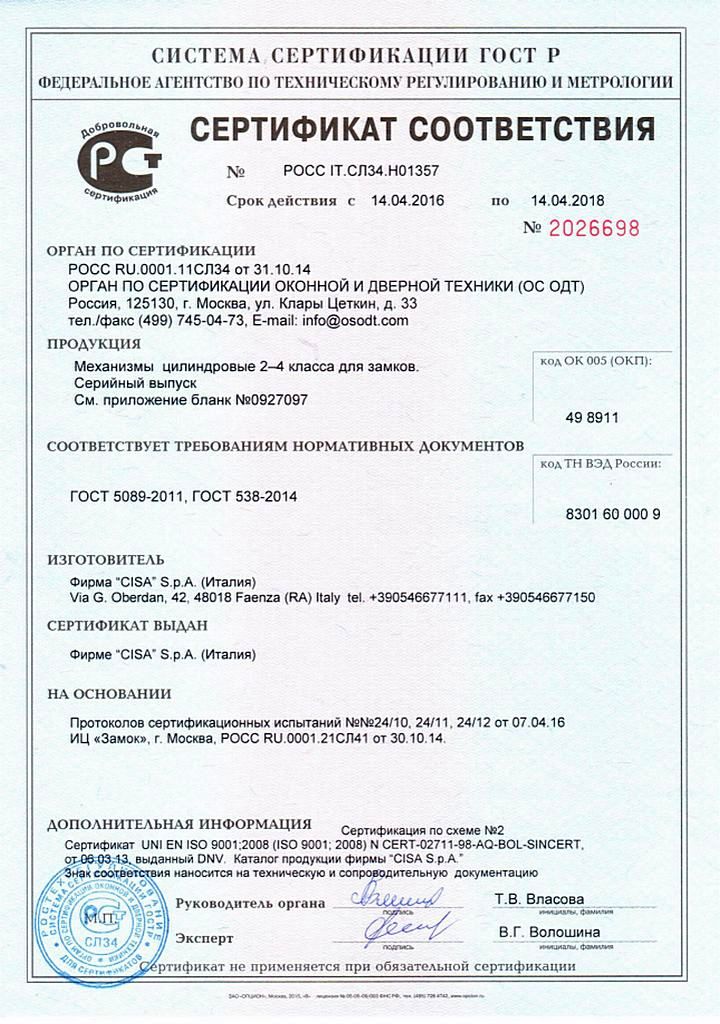 СИСТЕМА СЕРТИФИКАЦИИ ГОСТ Р
ФЕДЕРАЛЬНОЕ АГЕНТСТВО ПО ТЕХНИЧЕСКОМУ РЕГУЛИРОВАНИЮ И МЕТРОЛОГИИ
Добровольная
РСТ
сертификация
СЕРТИФИКАТ СООТВЕТСТВИЯ
№ РОСС IT.СЛ34.Н01357
Срок действия с 14.04.2016 по 14.04.2018
№ 2026698
ОРГАН ПО СЕРТИФИКАЦИИ
РОСС RU.0001.11СЛ34 от 31.10.14
ОРГАН ПО СЕРТИФИКАЦИИ ОКОННОЙ И ДВЕРНОЙ ТЕХНИКИ (ОС ОДТ)
Россия, 125130, г. Москва, ул. Клары Цеткин, д. 33
тел./факс (499) 745-04-73, E-mail: info@osodt.com
ПРОДУКЦИЯ
Механизмы цилиндровые 2–4 класса для замков.
Серийный выпуск
См. приложение бланк №0927097
код ОК 005 (ОКП):
49 8911
СООТВЕТСТВУЕТ ТРЕБОВАНИЯМ НОРМАТИВНЫХ ДОКУМЕНТОВ
ГОСТ 5089-2011, ГОСТ 538-2014
код ТН ВЭД России:
8301 60 000 9
ИЗГОТОВИТЕЛЬ
Фирма “CISA” S.p.A. (Италия)
Via G. Oberdan, 42, 48018 Faenza (RA) Italy tel. +390546677111, fax +390546677150
СЕРТИФИКАТ ВЫДАН
Фирме “CISA” S.p.A. (Италия)
НА ОСНОВАНИИ
Протоколов сертификационных испытаний №№24/10, 24/11, 24/12 от 07.04.16
ИЦ «Замок», г. Москва, РОСС RU.0001.21СЛ41 от 30.10.14.
ДОПОЛНИТЕЛЬНАЯ ИНФОРМАЦИЯ
Сертификация по схеме №2
Сертификат UNI EN ISO 9001;2008 (ISO 9001; 2008) N CERT-02711-98-AQ-BOL-SINCERT,
от 06.03.13, выданный DNV. Каталог продукции фирмы “CISA S.p.A.”
Знак соответствия наносится на техническую и сопроводительную документацию
М.П.
СЛ34
ДЛЯ СЕРТИФИКАТОВ
Руководитель органа
подпись
Т.В. Власова
инициалы, фамилия
Эксперт
подпись
В.Г. Волошина
инициалы, фамилия
Сертификат не применяется при обязательной сертификации